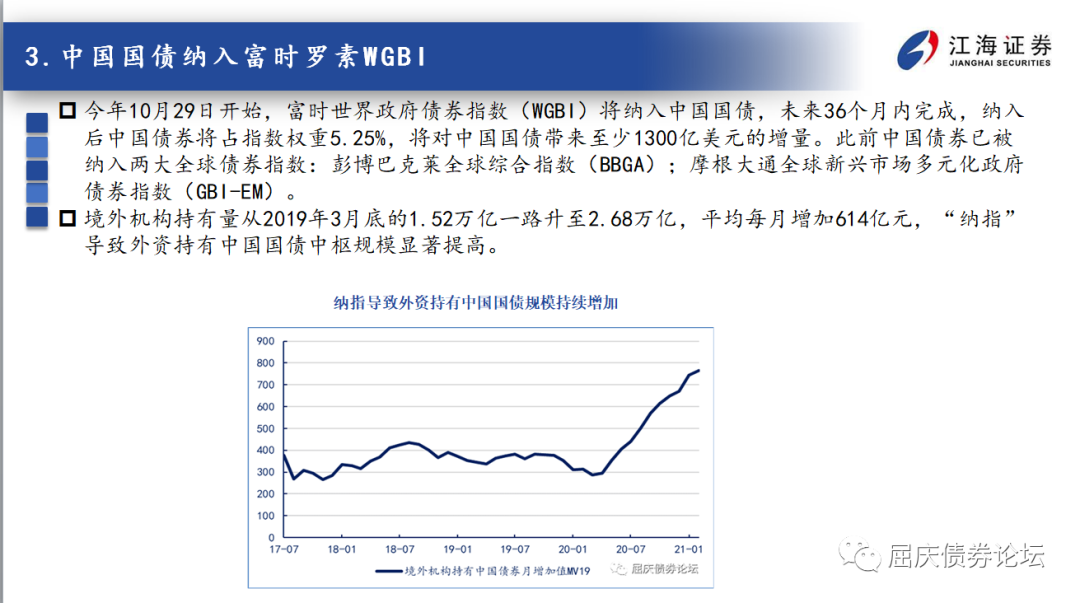 3.中国国债纳入富时罗素WGBI
江海证券
JIANGHAI SECURITIES
今年10月29日开始，富时世界政府债券指数（WGBI）将纳入中国国债，未来36个月内完成，纳入
后中国债券将占指数权重5.25%，将对中国国债带来至少1300亿美元的增量。此前中国债券已被
纳入两大全球债券指数：彭博巴克莱全球综合指数（BBGA）；摩根大通全球新兴市场多元化政府
债券指数（GBI-EM）。
境外机构持有量从2019年3月底的1.52万亿一路升至2.68万亿，平均每月增加614亿元，“纳指”
导致外资持有中国国债中枢规模显著提高。
纳指导致外资持有中国国债规模持续增加
900
800
700
600
500
400
300
200
100
0
17-07 18-01 18-07 19-01 19-07 20-01 20-07 21-01
境外机构持有中国债券月增加值MV19
屈庆债券论坛
屈庆债券论坛